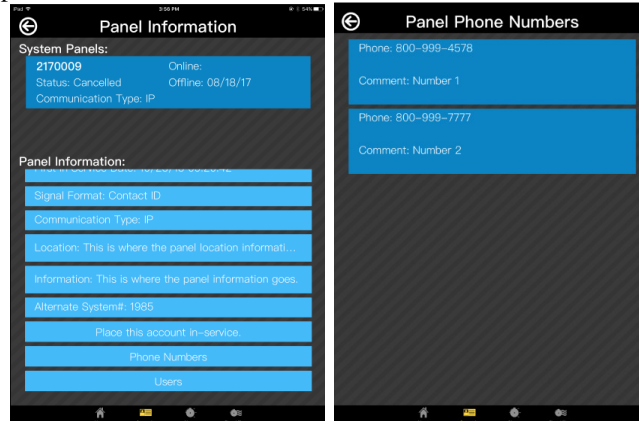 iPad
3:56 PM
54%
Panel Information
System Panels:
2170009
Online:
Status: Cancelled
Offline: 08/18/17
Communication Type: IP
Panel Information:
Signal Format: Contact ID
Communication Type: IP
Location: This is where the panel location informati...
Information: This is where the panel information goes.
Alternate System#: 1985
Place this account in-service.
Phone Numbers
Users
Panel Phone Numbers
Phone: 800-999-4578
Comment: Number 1
Phone: 800-999-7777
Comment: Number 2